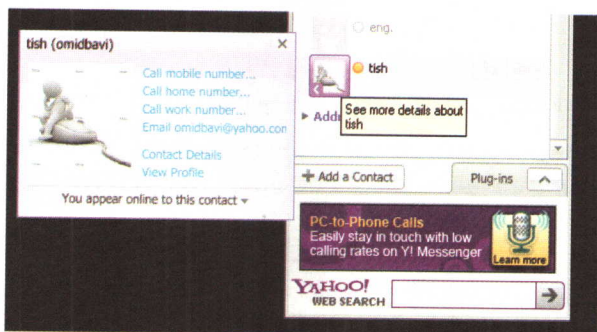 tish (omidbavi)
Call mobile number...
Call home number...
Call work number...
Email omidbavi@yahoo.con
Contact Details
View Profile
You appear online to this contact
eng.
tish
See more details about
tish
Add a Contact
Plug-ins
PC-to-Phone Calls
Easily stay in touch with low
calling rates on Y! Messenger
Learn more
YAHOO!
WEB SEARCH